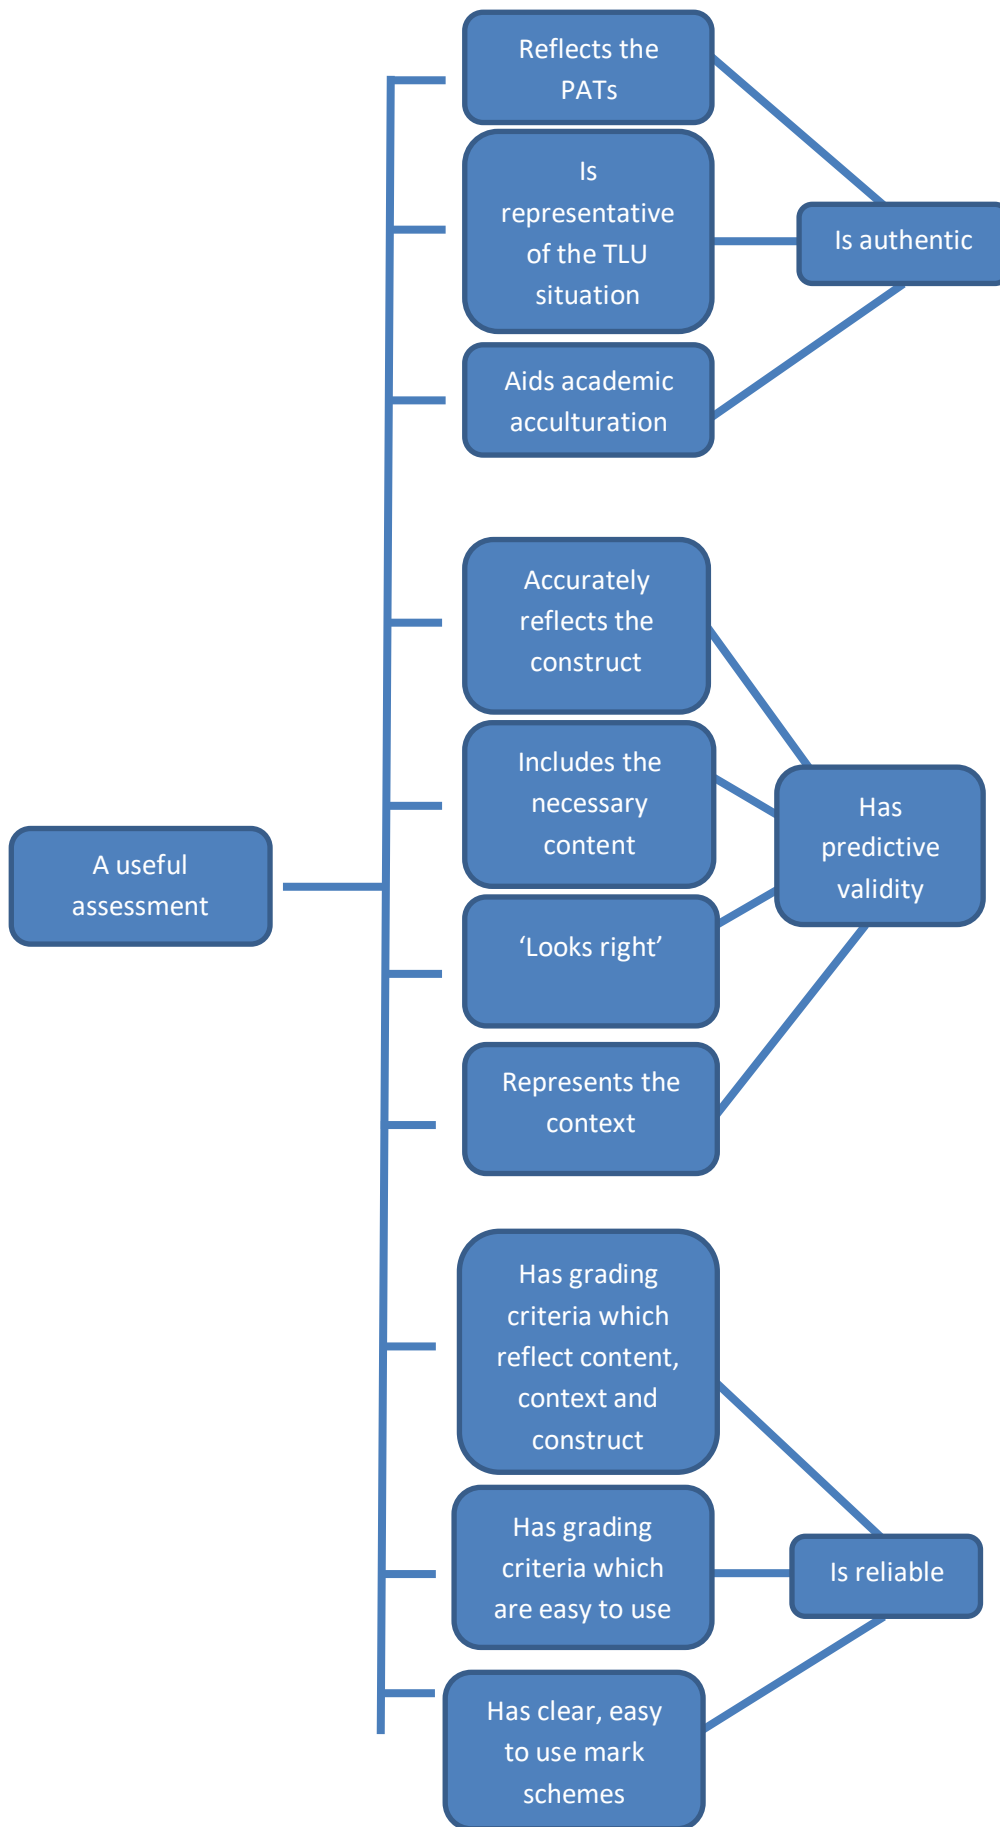 Reflects the
PATs
Is
representative
of the TLU
situation
Is authentic
Aids academic
acculturation
Accurately
reflects the
construct
Includes the
necessary
content
Has
predictive
validity
A useful
assessment
‘Looks right’
Represents the
context
Has grading
criteria which
reflect content,
context and
construct
Has grading
criteria which
are easy to use
Is reliable
Has clear, easy
to use mark
schemes